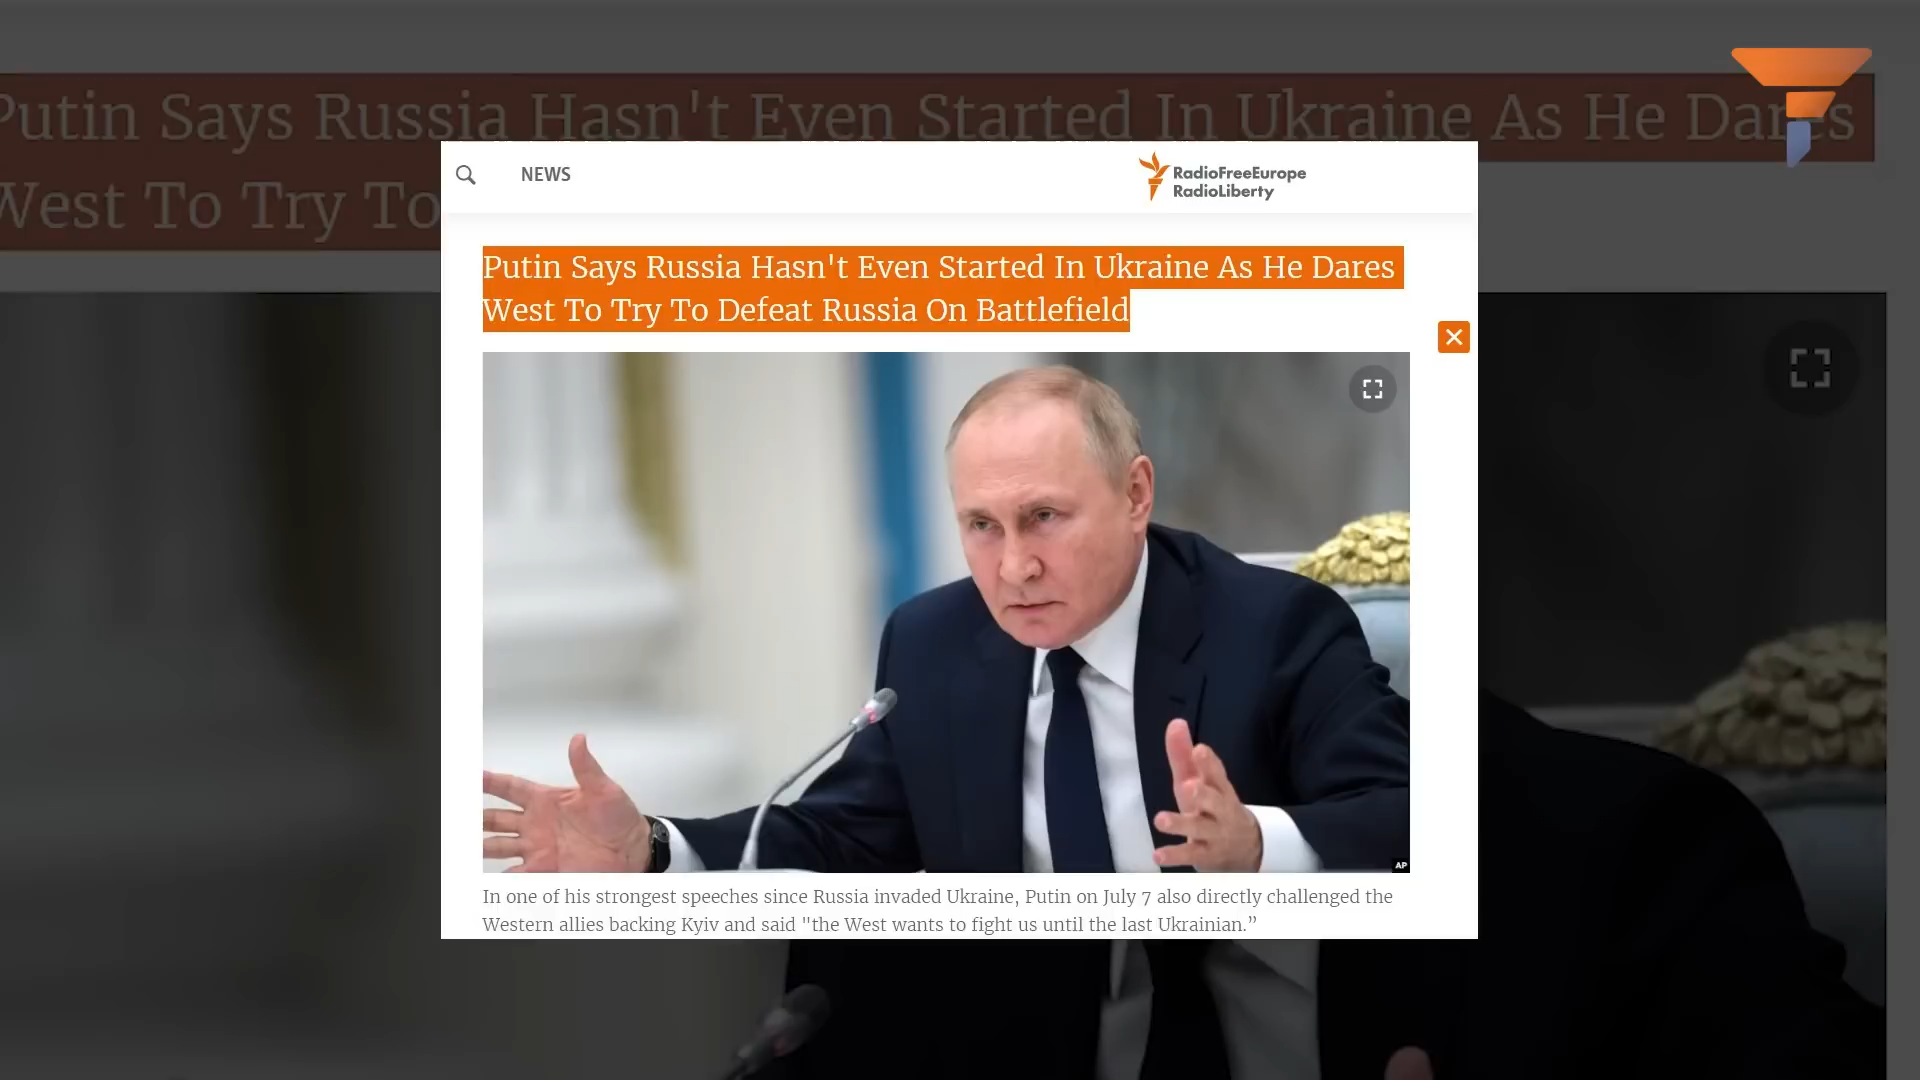 Putin Says Russia Hasn't Even Started In Ukraine As He Dares
West To Try To
NEWS
RadioFreeEurope
RadioLiberty
Putin Says Russia Hasn't Even Started In Ukraine As He Dares
West To Try To Defeat Russia On Battlefield
AP
In one of his strongest speeches since Russia invaded Ukraine, Putin on July 7 also directly challenged the
Western allies backing Kyiv and said "the West wants to fight us until the last Ukrainian.”